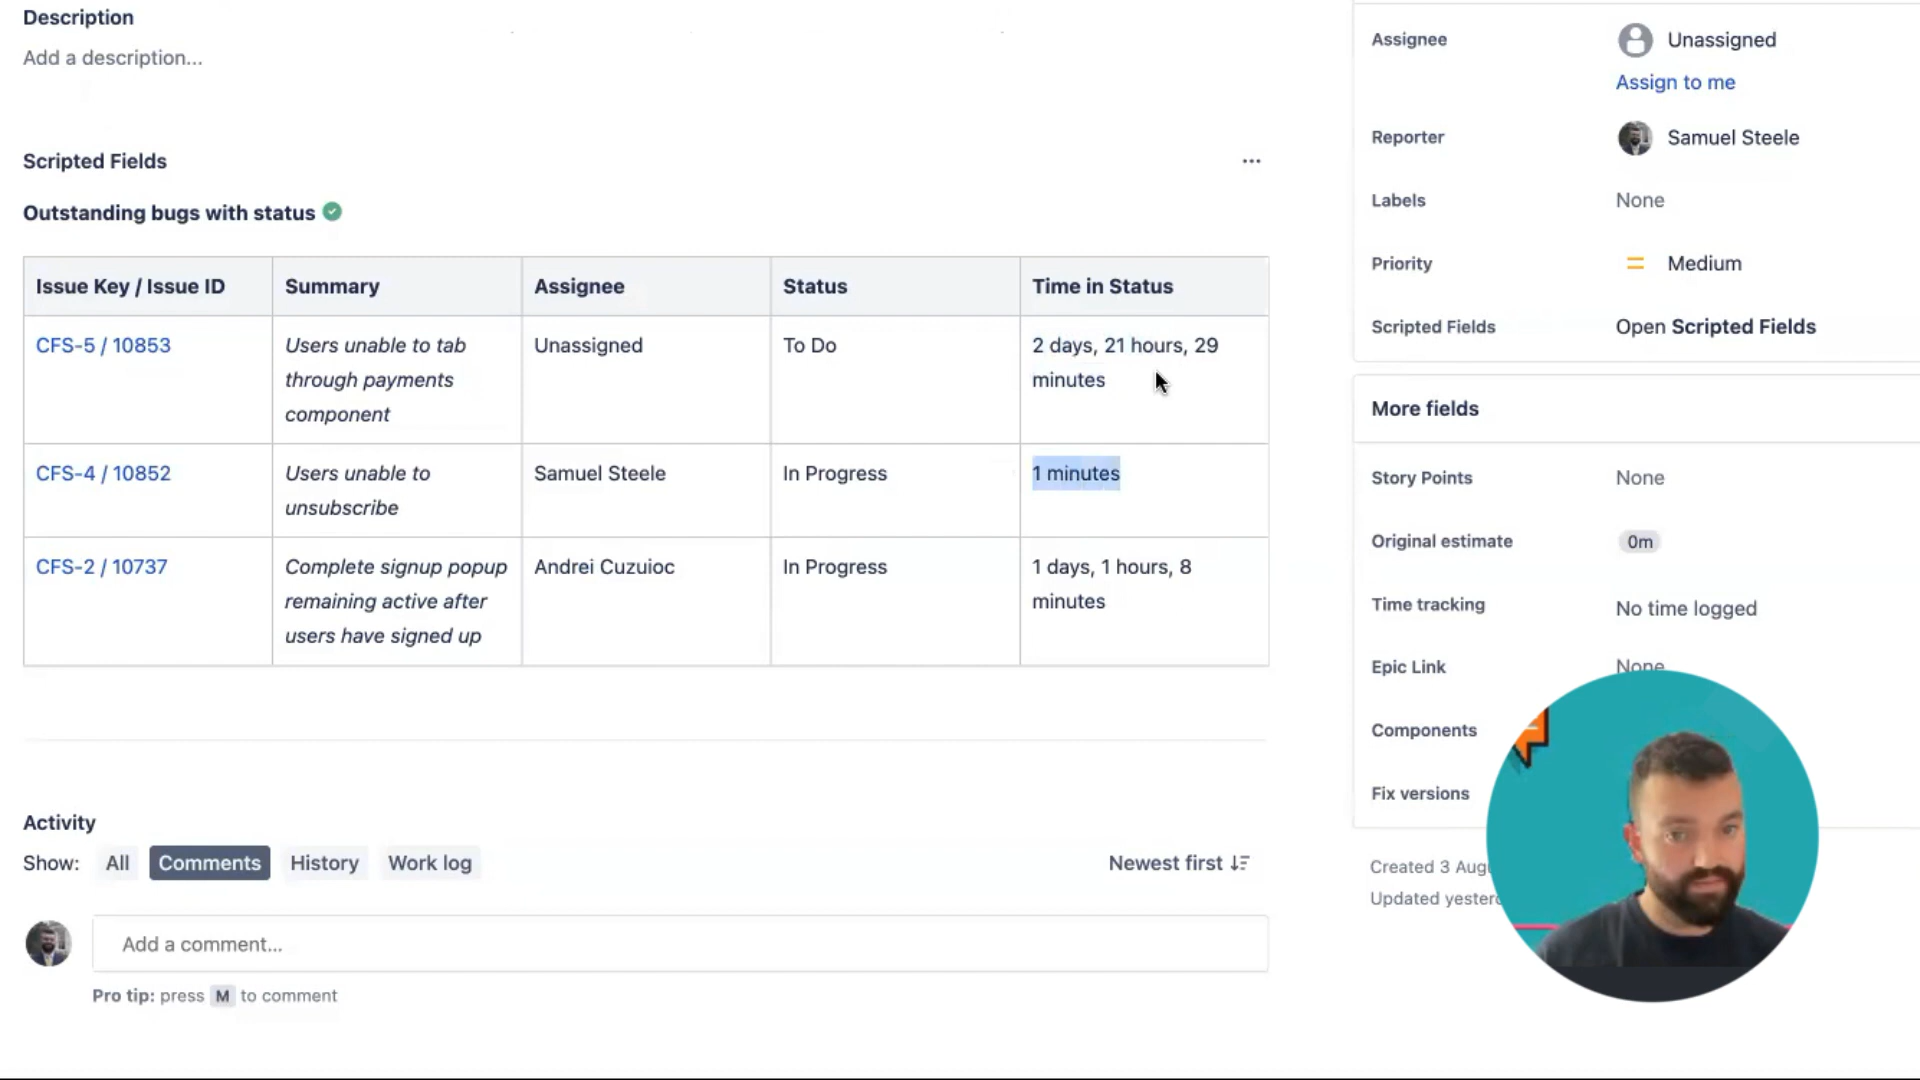 Description
Add a description...
Scripted Fields
Outstanding bugs with status
Issue Key / Issue ID
Summary
Assignee
Status
Time in Status
CFS-5 / 10853
Users unable to tab
through payments
component
Unassigned
To Do
2 days, 21 hours, 29
minutes
CFS-4 / 10852
Users unable to
unsubscribe
Samuel Steele
In Progress
1 minutes
CFS-2 / 10737
Complete signup popup
remaining active after
users have signed up
Andrei Cuzuioc
In Progress
1 days, 1 hours, 8
minutes
Activity
Show: All Comments History Work log
Newest first
Add a comment...
Pro tip: press M to comment
Assignee
Unassigned
Assign to me
Reporter
Samuel Steele
Labels
None
Priority
Medium
Scripted Fields
Open Scripted Fields
More fields
Story Points
None
Original estimate
0m
Time tracking
No time logged
Epic Link
None
Components
Fix versions
Created 3
Updated